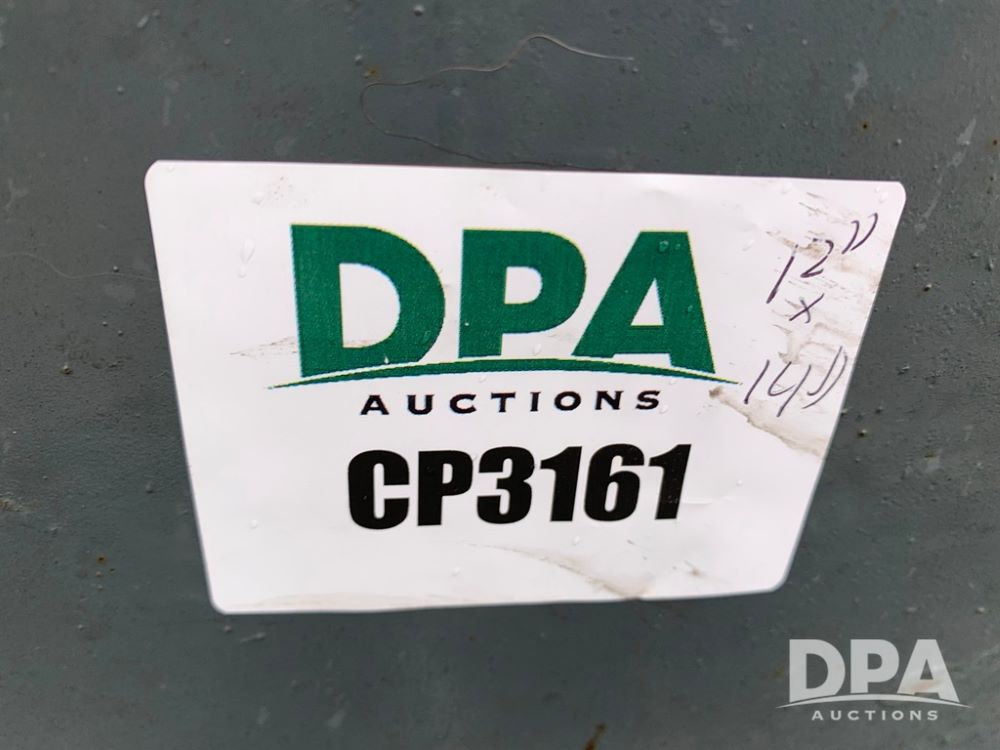 DPA
AUCTIONS
CP3161
12"
x
14"
DPA
AUCTIONS